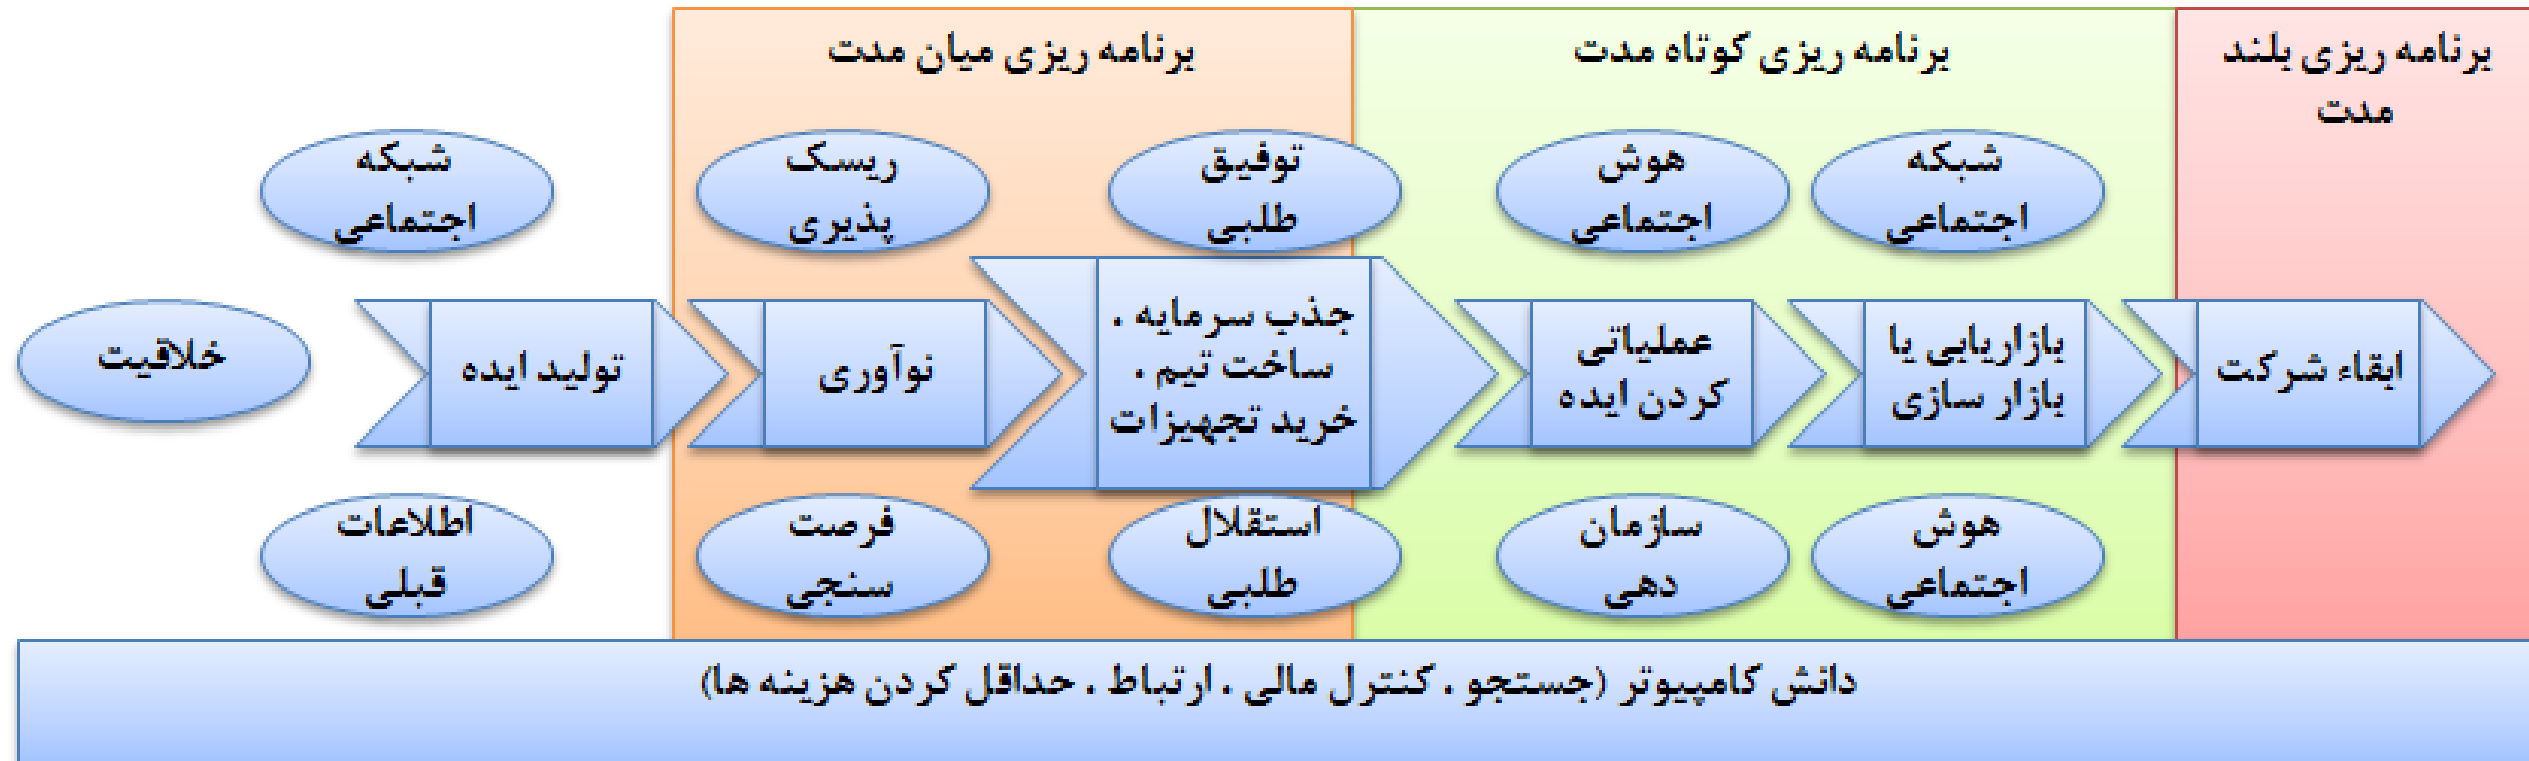 برنامه ریزی میان مدت
برنامه ریزی کوتاه مدت
برنامه ریزی بلند
مدت
شبکه
اجتماعی
ریسک
پذیری
توفیق
طلبی
هوش
اجتماعی
شبکه
اجتماعی
خلاقیت
تولید ایده
نوآوری
جذب سرمایه .
ساخت تیم .
خرید تجهیزات
عملیاتی
کردن ایده
بازاریابی یا
بازار سازی
ابقاء شرکت
اطلاعات
قبلی
فرصت
سنجی
استقلال
طلبی
سازمان
دهی
هوش
اجتماعی
دانش کامپیوتر (جستجو . کنترل مالی . ارتباط . حداقل کردن هزینه ها)